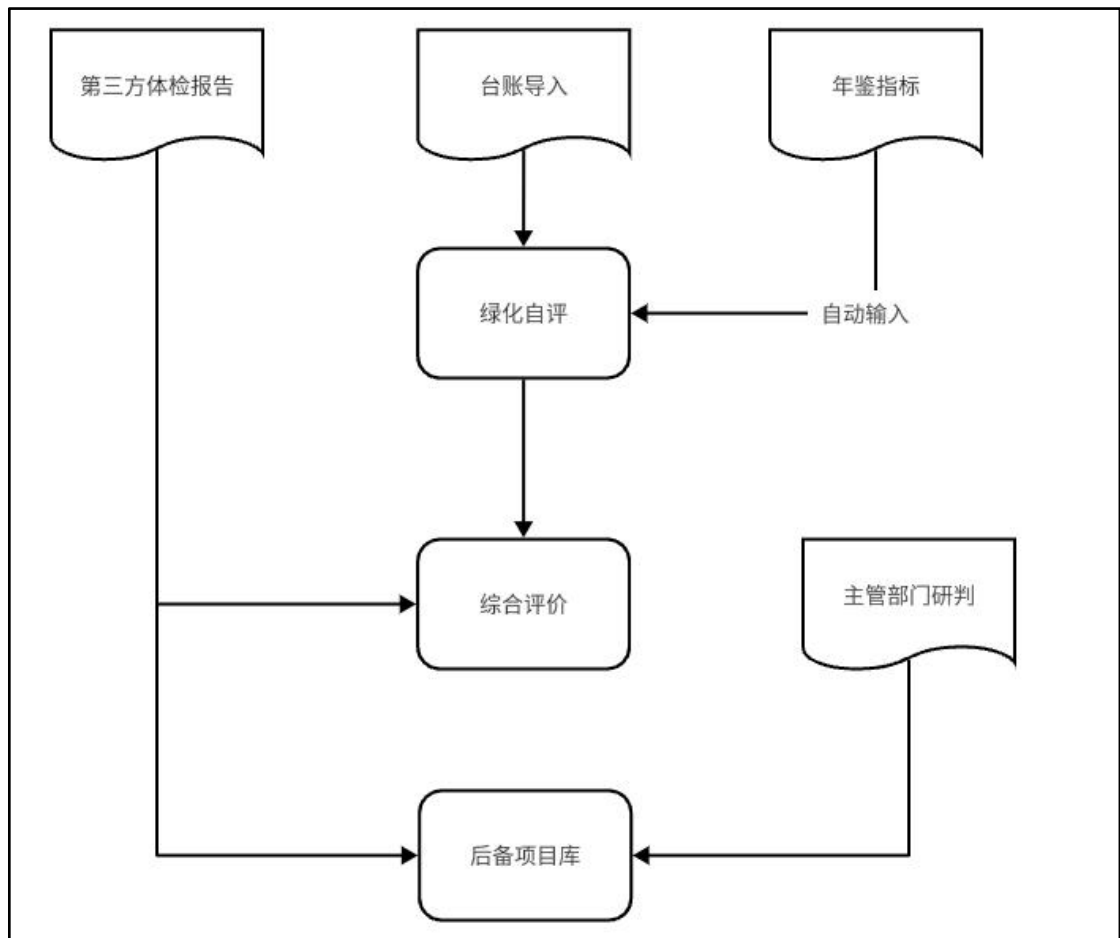 第三方体检报告
台账导入
年鉴指标
绿化自评
自动输入
综合评价
主管部门研判
后备项目库